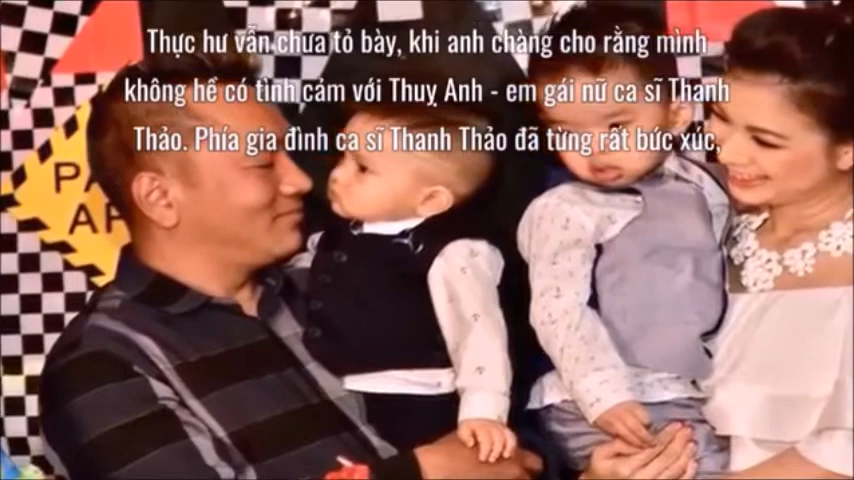 Thực hư vẫn chưa tỏ bày, khi anh chàng cho rằng mình
không hề có tình cảm với Thuỵ Anh - em gái nữ ca sĩ Thanh
Thảo. Phía gia đình ca sĩ Thanh Thảo đã từng rất bức xúc,
PA
AR